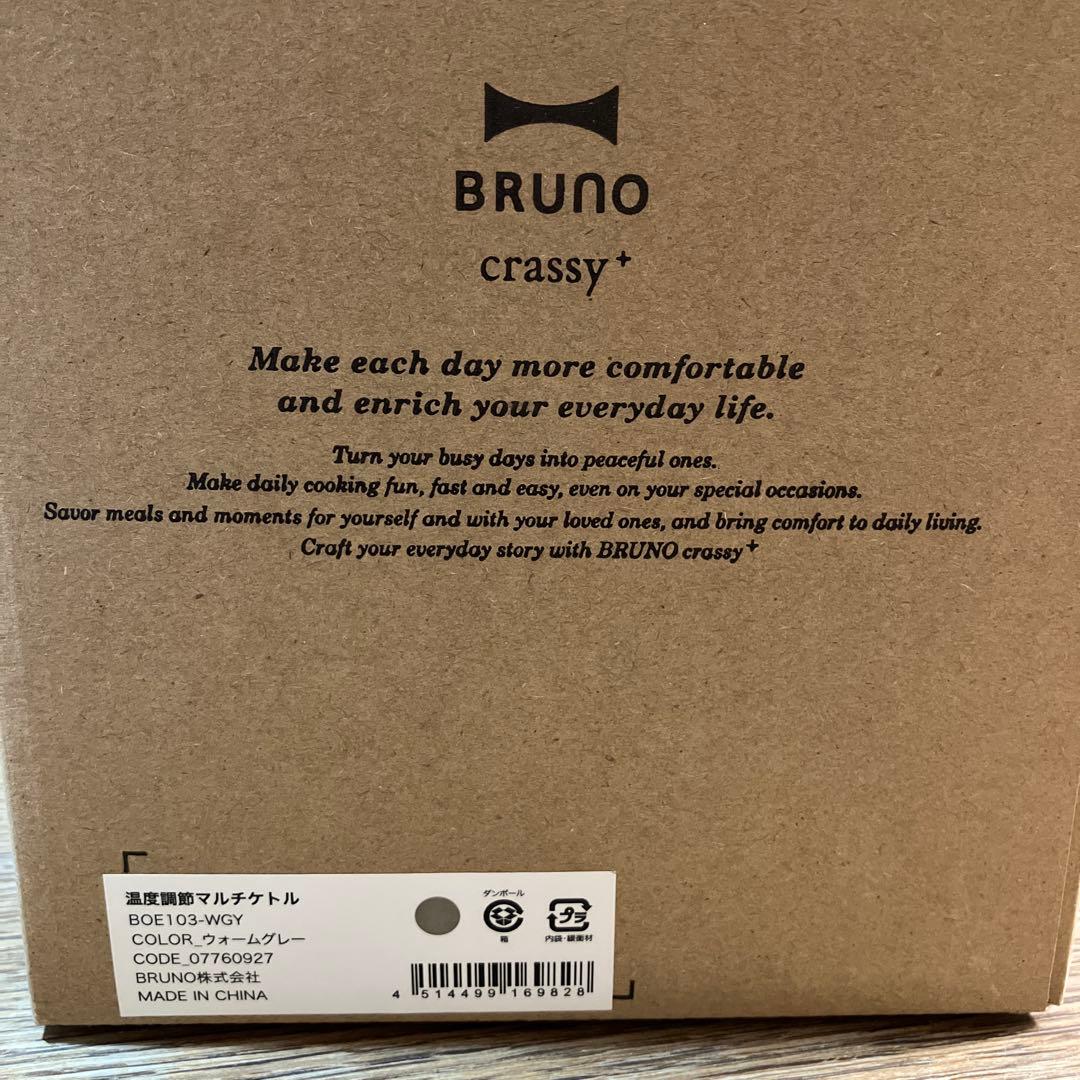 BRUNO
crassy+
Make each day more comfortable
and enrich your everyday life.
Turn your busy days into peaceful ones.
Make daily cooking fun, fast and easy, even on your special occasions.
Savor meals and moments for yourself and with your loved ones, and bring comfort to daily living.
Craft your everyday story with BRUNO crassy+
温度調節マルチケトル
BOE103-WGY
COLOR_ウォームグレー
CODE_07760927
BRUNO株式会社
MADE IN CHINA
ダンボール
箱
プラ
内袋・緩衝材
4 514499 169828